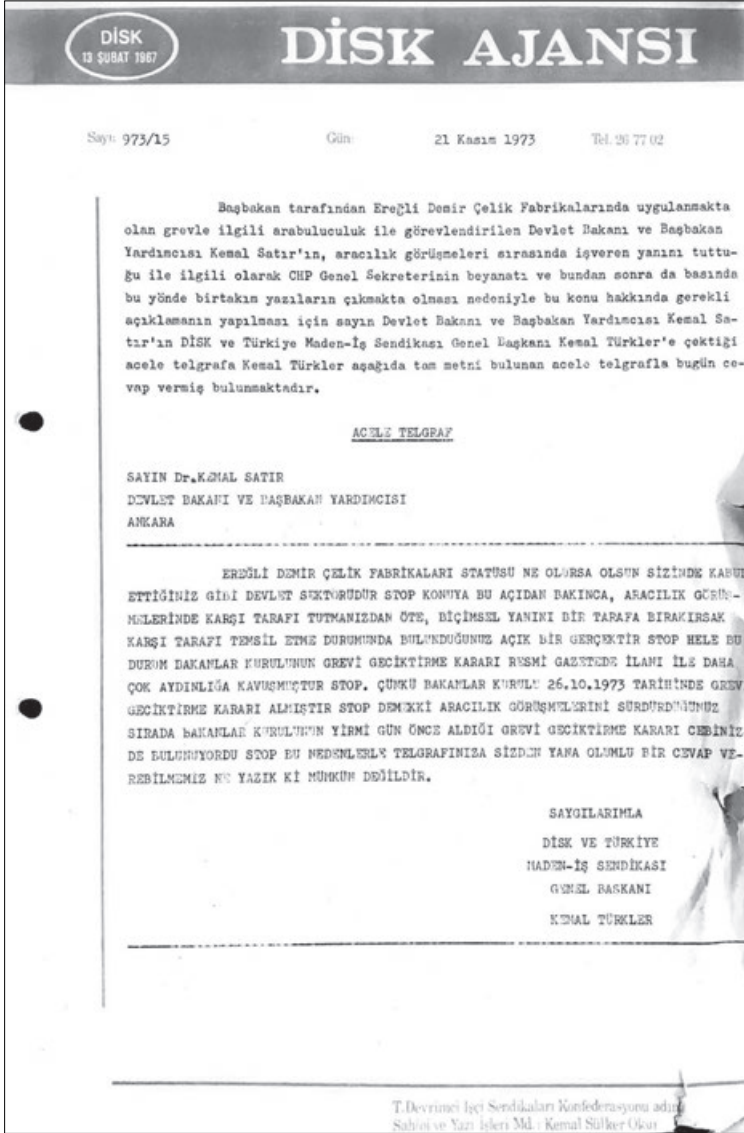 DİSK
13 ŞUBAT 1967
DİSK AJANSI
Sayı: 973/15 Gün: 21 Kasım 1973 Tel. 26 77 02
Başbakan tarafından Ereğli Demir Çelik Fabrikalarında uygulanmakta
olan grevle ilgili arabuluculuk ile görevlendirilen Devlet Bakanı ve Başbakan
Yardımcısı Kemal Satır'ın, aracılık görüşmeleri sırasında işveren yanını tuttu-
ğu ile ilgili olarak CHP Genel Sekreterinin beyanatı ve bundan sonra da basında
bu yönde birtakım yazıların çıkmakta olması nedeniyle bu konu hakkında gerekli
açıklamanın yapılması için sayın Devlet Bakanı ve Başbakan Yardımcısı Kemal Sa-
tır'ın DİSK ve Türkiye Maden-İş Sendikası Genel Başkanı Kemal Türkler'e çektiği
acele telgrafa Kemal Türkler aşağıda tam metni bulunan acele telgrafla bugün ce-
vap vermiş bulunmaktadır.
ACELE TELGRAF
SAYIN Dr.KEMAL SATIR
DEVLET BAKANI VE BAŞBAKAN YARDIMCISI
ANKARA
EREĞLİ DEMİR ÇELİK FABRİKALARI STATÜSÜ NE OLURSA OLSUN SİZİNDE KABUL
ETTİĞİNİZ GİBİ DEVLET SEKTÖRÜDÜR STOP KONUYA BU AÇIDAN BAKINCA, ARACILIK GÖRÜŞ-
MELERİNDE KARŞI TARAFI TUTMANIZDAN ÖTE, BİÇİMSEL YANINI BİR TARAFA BIRAKIRSAK
KARŞI TARAFI TEMSİL ETME DURUMUNDA BULUNDUĞUNUZ AÇIK BİR GERÇEKTİR STOP HELE BU
DURUM BAKANLAR KURULUNUN GREVİ GECİKTİRME KARARI RESMİ GAZETEDE İLANI İLE DAHA
ÇOK AYDINLIĞA KAVUŞMUŞTUR STOP. ÇÜNKÜ BAKANLAR KURULU 26.10.1973 TARİHİNDE GREV
GECİKTİRME KARARI ALMIŞTIR STOP DEMEKKİ ARACILIK GÖRÜŞMELERİNİ SÜRDÜRDÜĞÜNÜZ
SIRADA BAKANLAR KURULUNUN YİRMİ GÜN ÖNCE ALDIĞI GREVİ GECİKTİRME KARARI CEBİNİZ
DE BULUNUYORDU STOP BU NEDENLERLE TELGRAFINIZA SİZDEN YANA OLUMLU BİR CEVAP VE-
REBİLMEMİZ NE YAZIK Kİ MÜMKÜN DEĞİLDİR.
SAYGILARIMLA
DİSK VE TÜRKİYE
MADEN-İŞ SENDİKASI
GENEL BASKANI
KEMAL TÜRKLER
T.Devrimci İşçi Sendikaları Konfederasyonu adına
Sahibi ve Yazı İşleri Md. : Kemal Sülker Okur